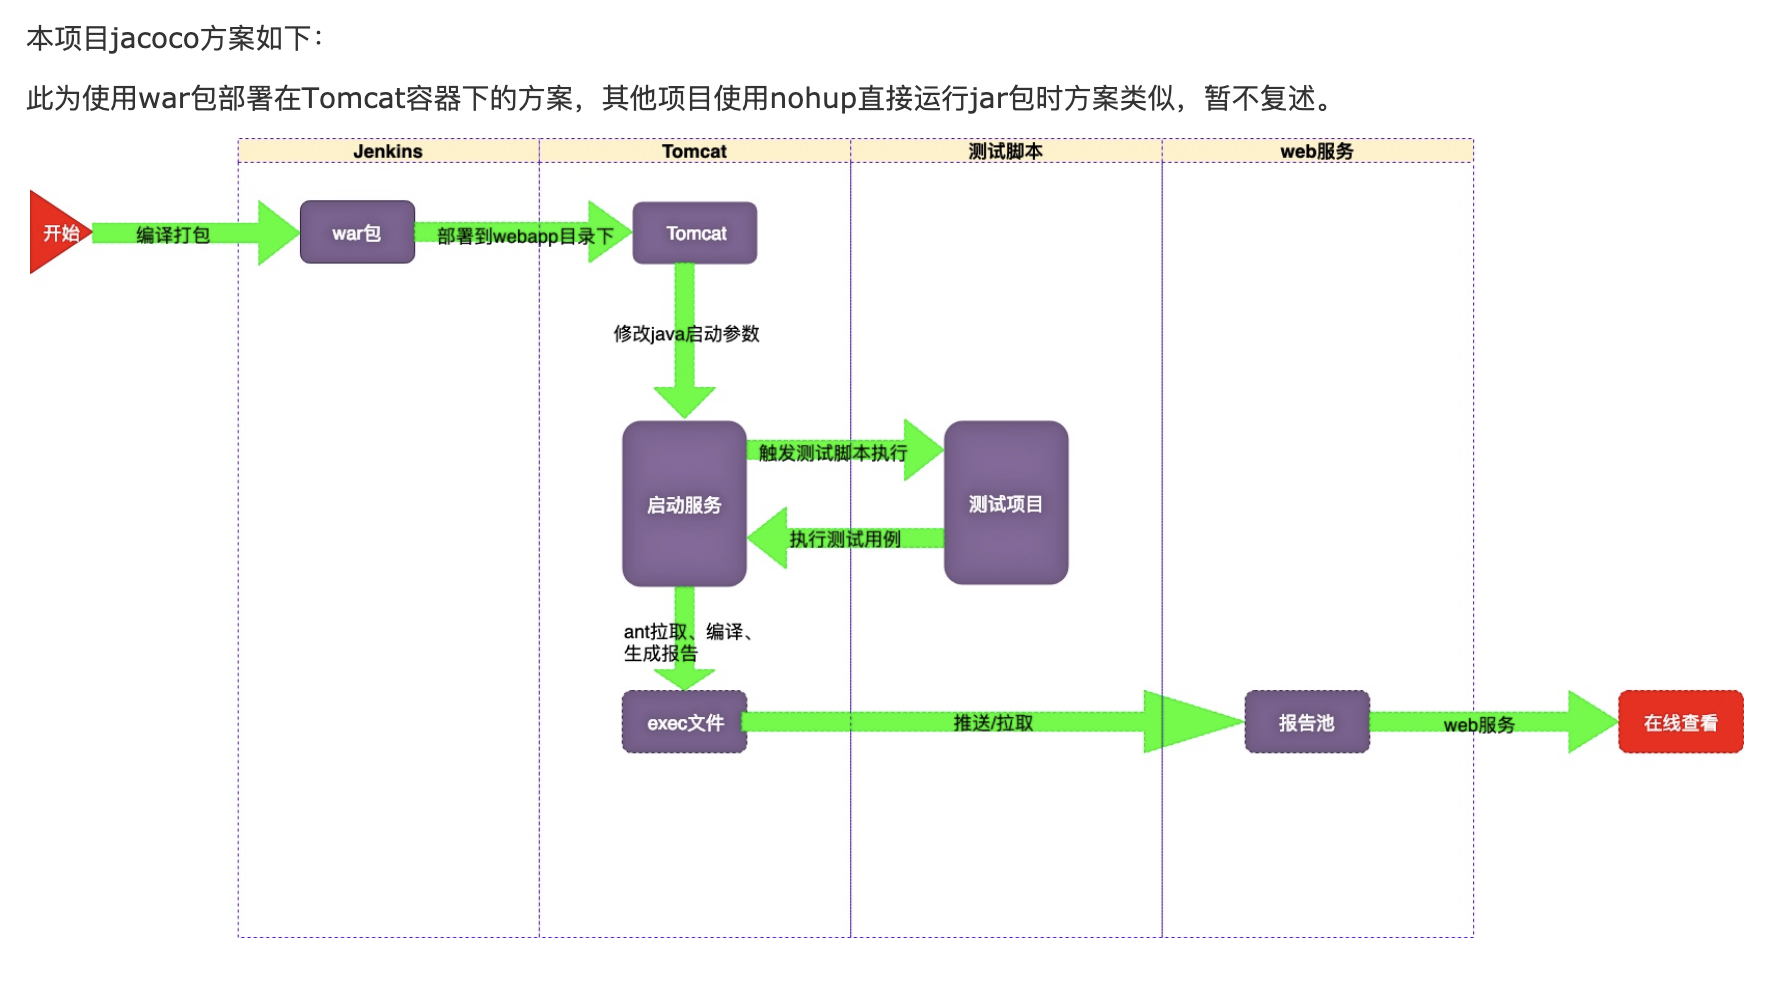 本项目jacoco方案如下：
此为使用war包部署在Tomcat容器下的方案，其他项目使用nohup直接运行jar包时方案类似，暂不复述。
Jenkins
Tomcat
测试脚本
web服务
开始
编译打包
war包
部署到webapp目录下
Tomcat
修改java启动参数
触发测试脚本执行
启动服务
测试项目
执行测试用例
ant拉取、编译、
生成报告
exec文件
推送/拉取
报告池
web服务
在线查看